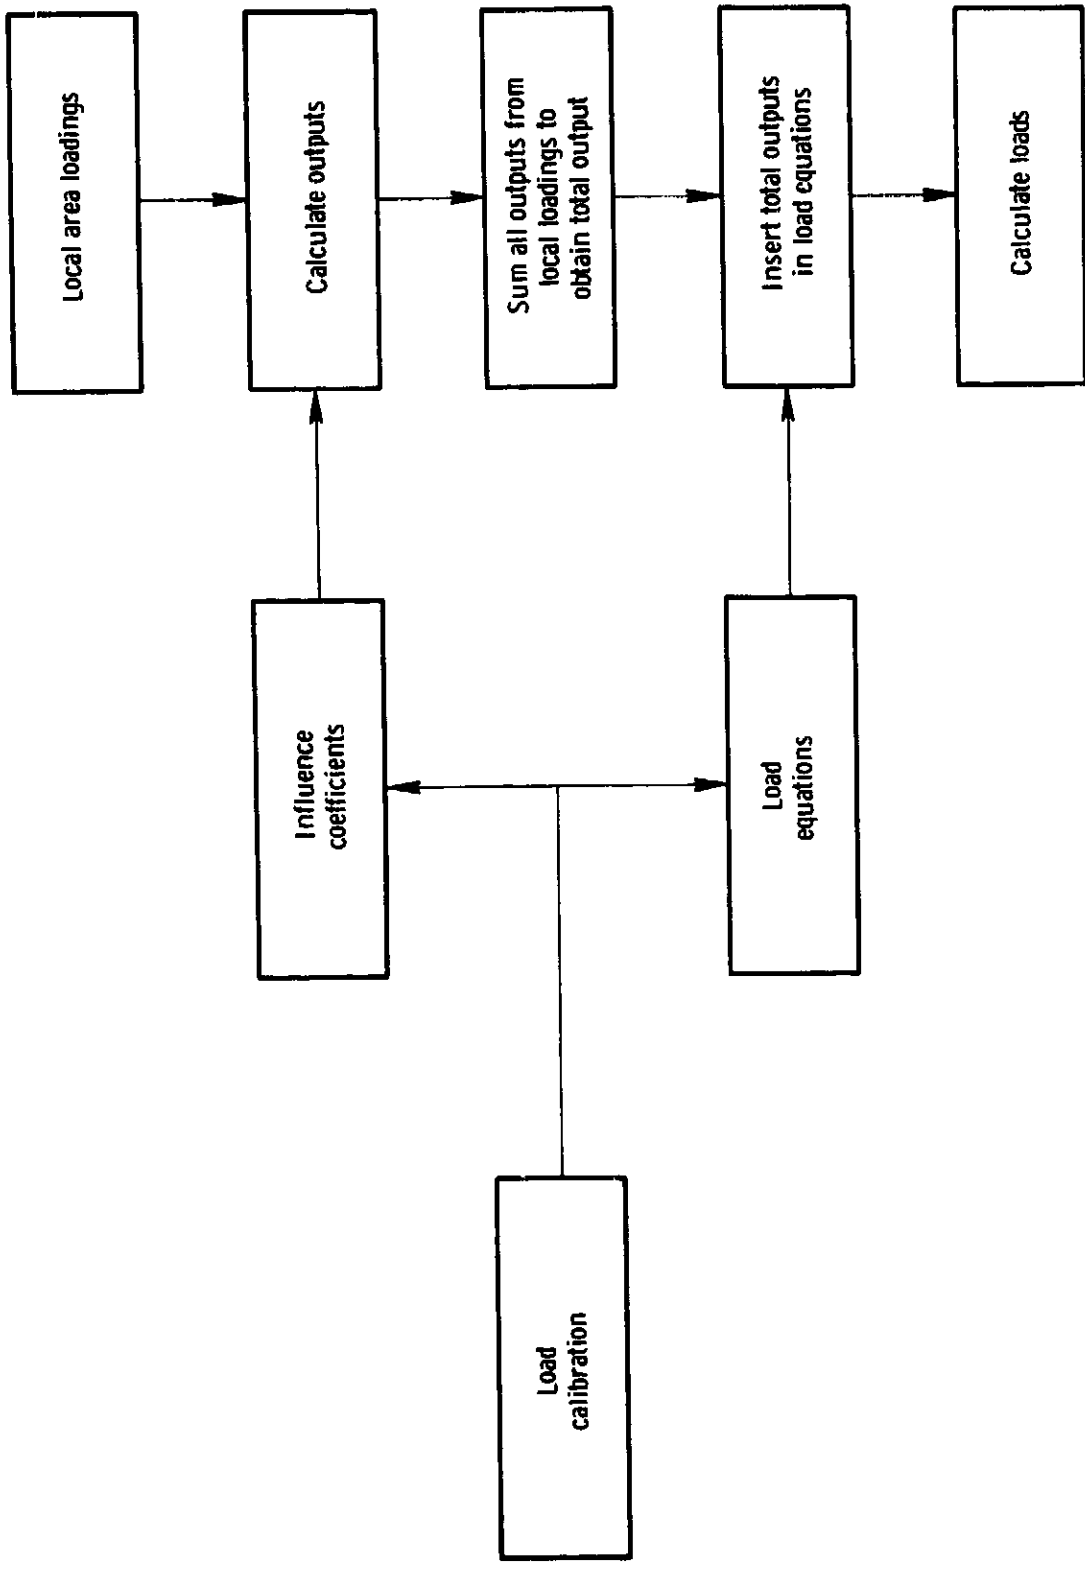 Local area loadings
Influence
coefficients
Calculate outputs
Load
calibration
Sum all outputs from
local loadings to
obtain total output
Load
equations
Insert total outputs
in load equations
Calculate loads